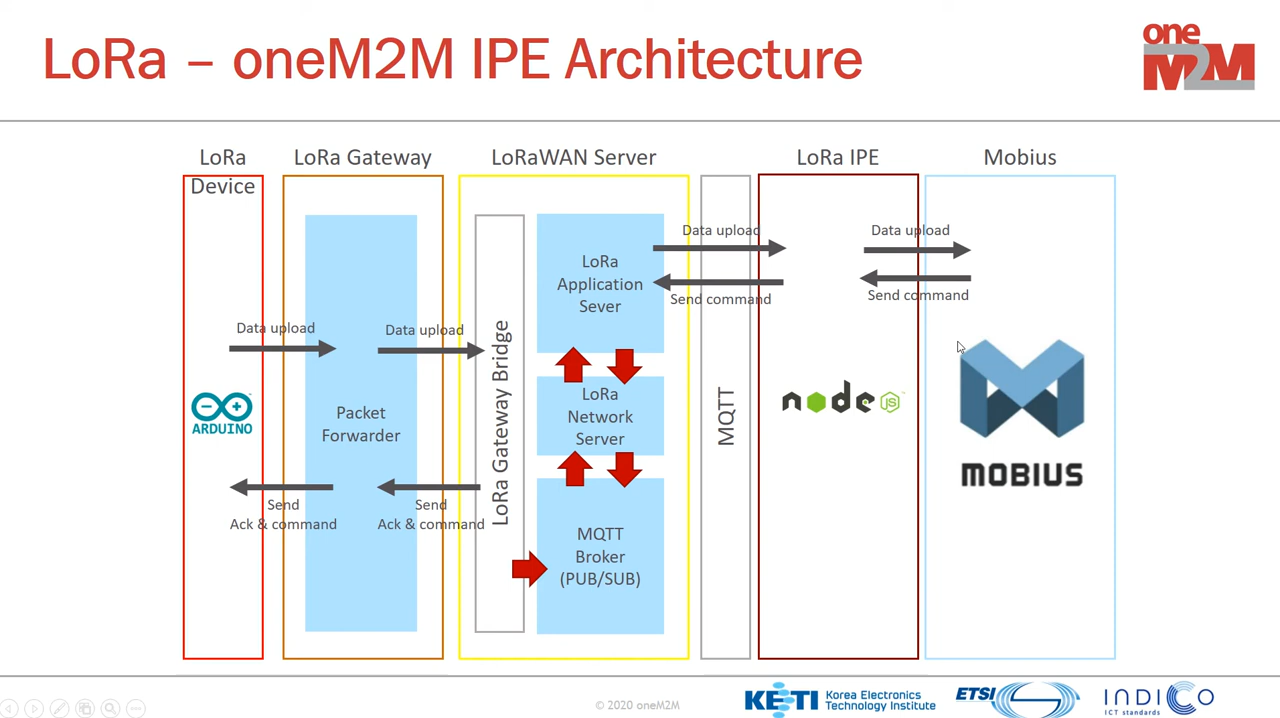 LoRa – oneM2M IPE Architecture
one
M2M
LoRa
Device
LoRa Gateway
LoRaWAN Server
LoRa IPE
Mobius
Data upload
Data upload
Send
Ack & command
Send
Ack & command
ARDUINO
Packet
Forwarder
LoRa Gateway Bridge
LoRa
Application
Sever
LoRa
Network
Server
MQTT
Broker
(PUB/SUB)
Data upload
Send command
MQTT
node
JS
Data upload
Send command
MOBIUS
© 2020 oneM2M
KETI Korea Electronics
Technology Institute
ETSI
INDICO
ICT standards